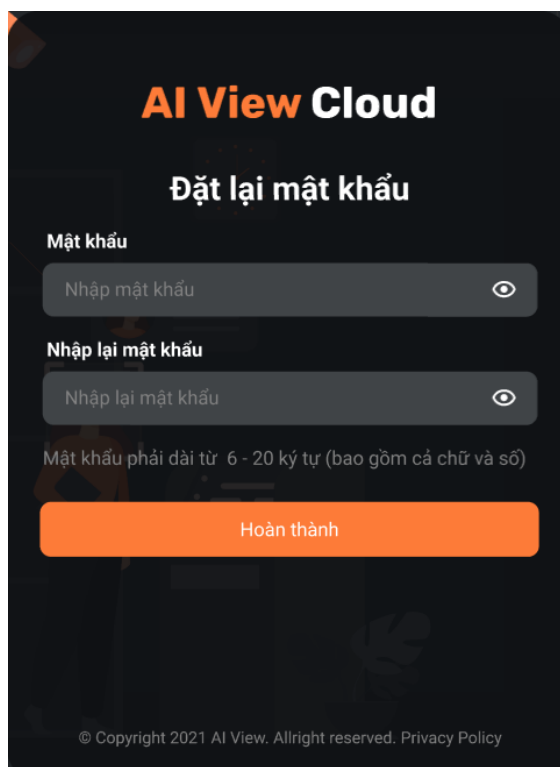 AI View Cloud
Đặt lại mật khẩu
Mật khẩu
Nhập mật khẩu
Nhập lại mật khẩu
Nhập lại mật khẩu
Mật khẩu phải dài từ 6 - 20 ký tự (bao gồm cả chữ và số)
Hoàn thành
© Copyright 2021 AI View. Allright reserved. Privacy Policy